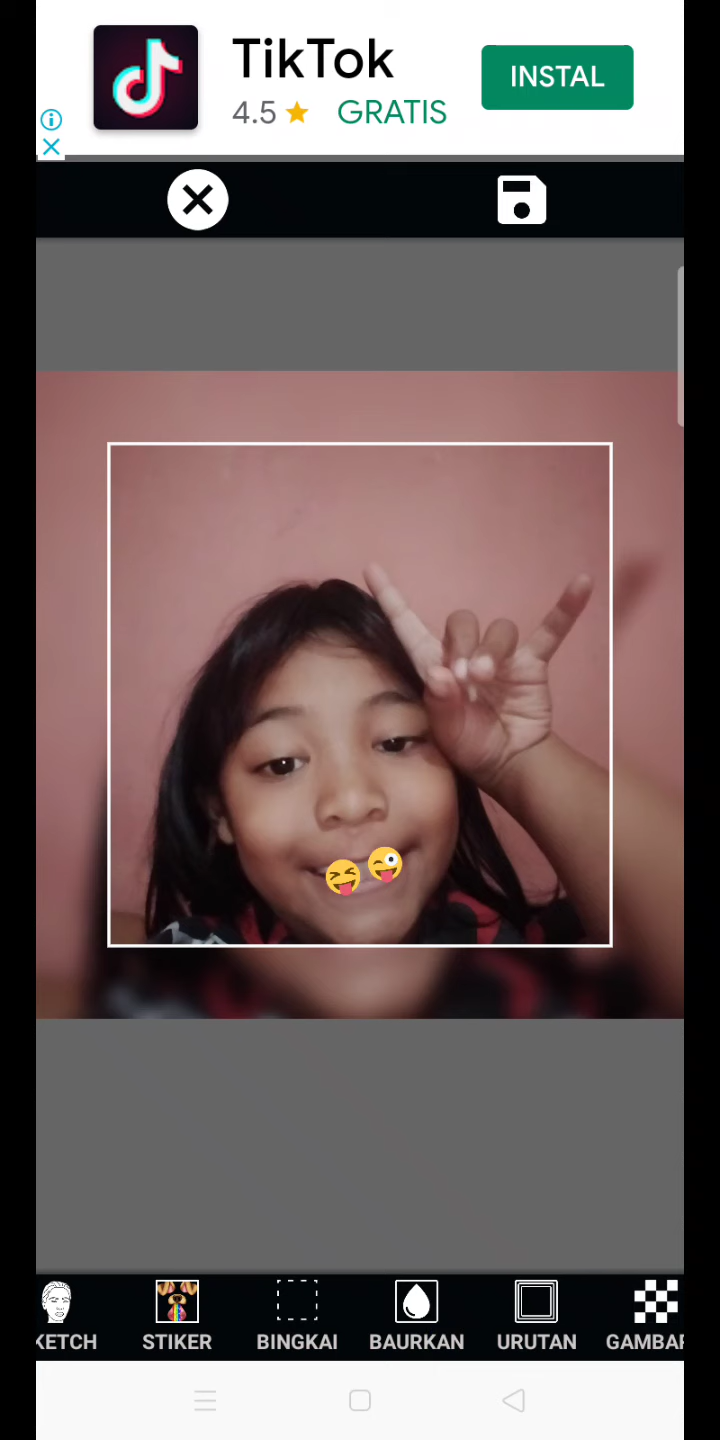 TikTok
4.5 GRATIS
INSTAL
KETCH
STIKER
BINGKAI
BAURKAN
URUTAN
GAMBAR